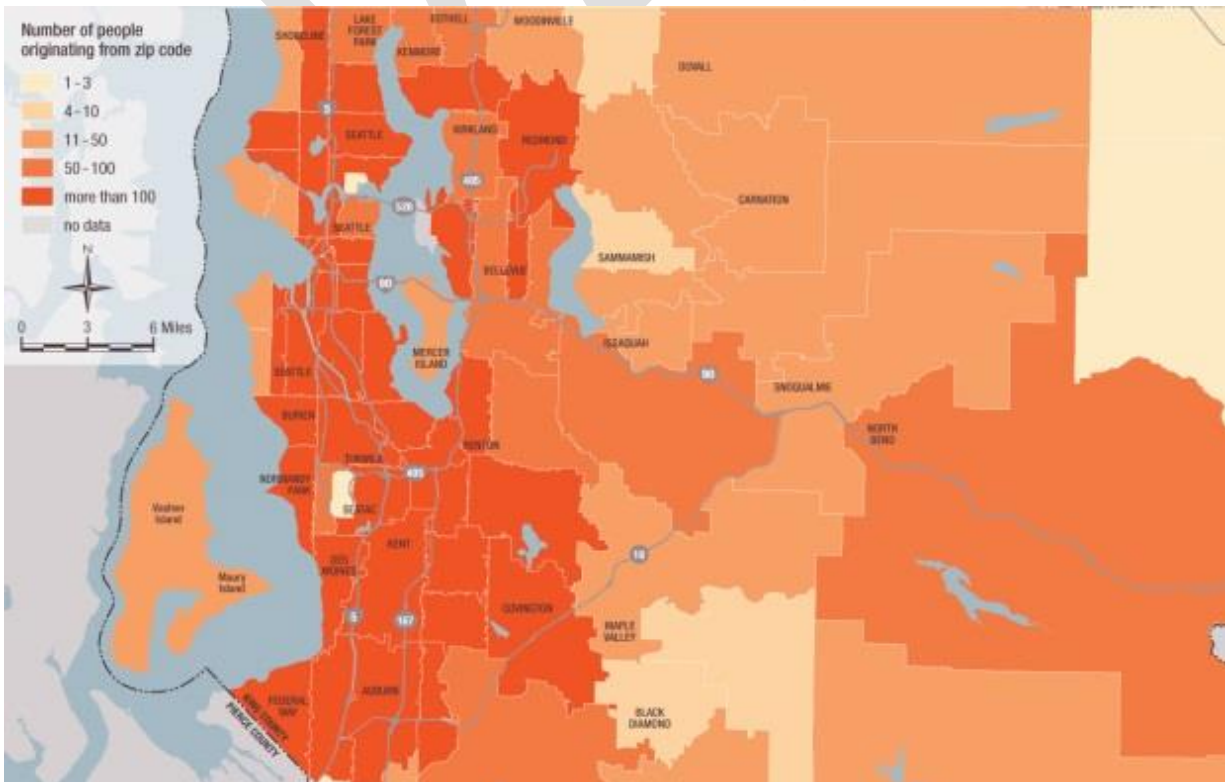 Number of people
originating from zip code
1 - 3
4 - 10
11 - 50
50 - 100
more than 100
no data
N
0 3 6 Miles
SHORELINE
LAKE
FOREST
PARK
BOTHELL
KENMORE
WOODINVILLE
DUVALL
5
SEATTLE
KIRKLAND
REDMOND
405
CARNATION
520
SEATTLE
SAMMAMISH
BELLEVUE
90
MERCER
ISLAND
ISSAQUAH
90
SNOQUALMIE
SEATTLE
BURIEN
NORTH
BEND
RENTON
TUKWILA
405
NORMANDY
PARK
SEATAC
Vashon
Island
KENT
DES
MOINES
18
Maury
Island
COVINGTON
5
167
MAPLE
VALLEY
AUBURN
FEDERAL
WAY
KING COUNTY
PIERCE COUNTY
BLACK
DIAMOND